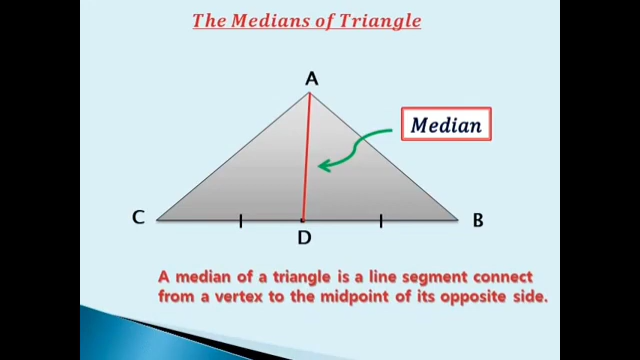 The Medians of Triangle
A
Median
C
B
D
A median of a triangle is a line segment connect
from a vertex to the midpoint of its opposite side.